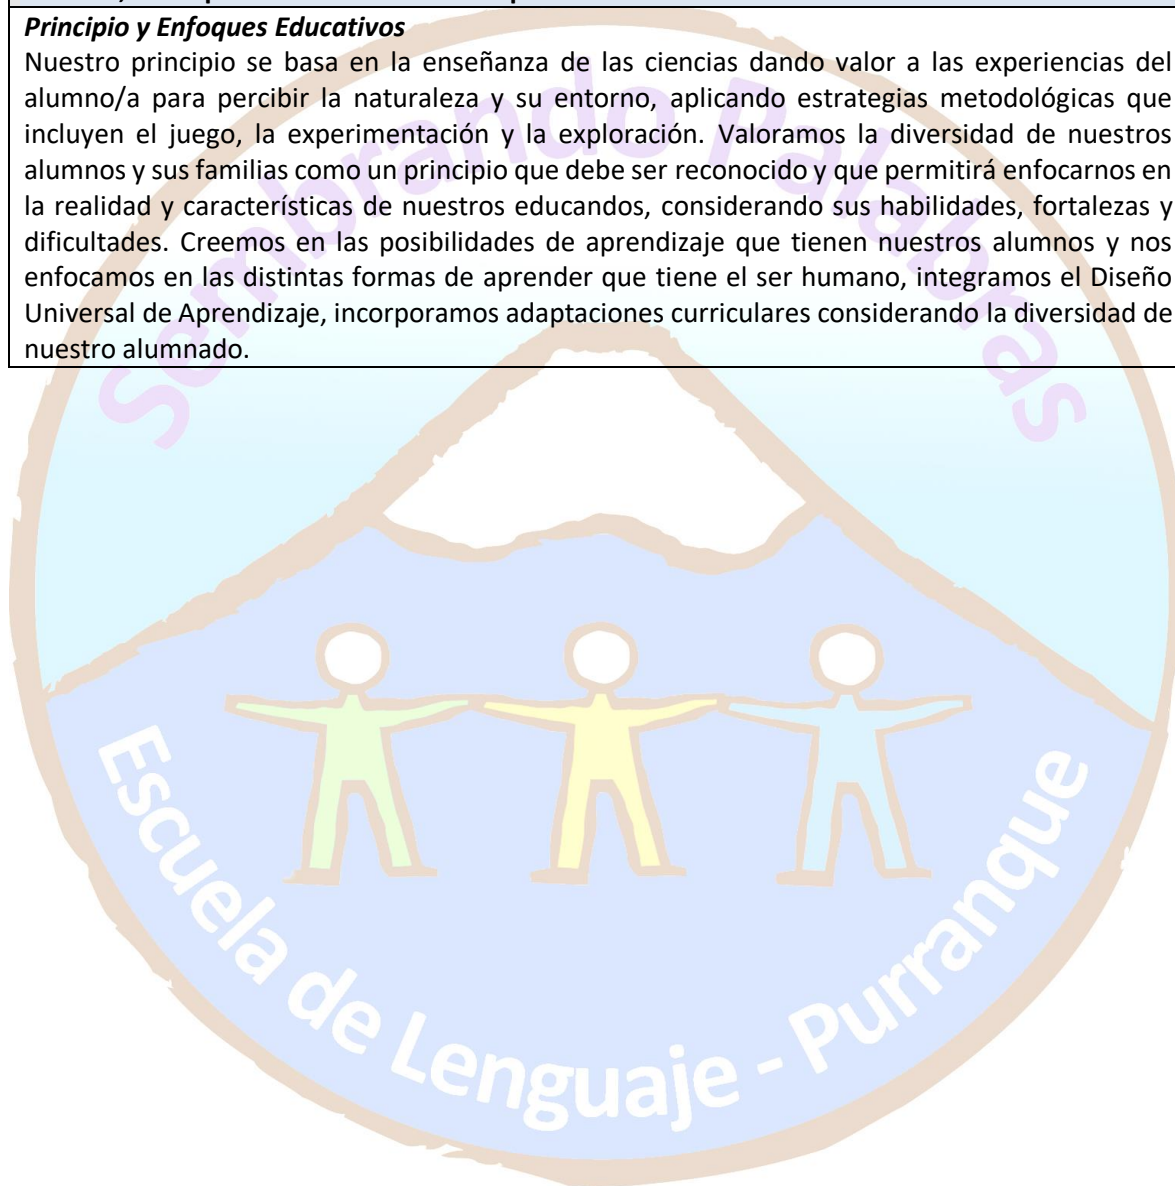 Principio y Enfoques Educativos
Nuestro principio se basa en la enseñanza de las ciencias dando valor a las experiencias del
alumno/a para percibir la naturaleza y su entorno, aplicando estrategias metodológicas que
incluyen el juego, la experimentación y la exploración. Valoramos la diversidad de nuestros
alumnos y sus familias como un principio que debe ser reconocido y que permitirá enfocarnos en
la realidad y características de nuestros educandos, considerando sus habilidades, fortalezas y
dificultades. Creemos en las posibilidades de aprendizaje que tienen nuestros alumnos y nos
enfocamos en las distintas formas de aprender que tiene el ser humano, integramos el Diseño
Universal de Aprendizaje, incorporamos adaptaciones curriculares considerando la diversidad de
nuestro alumnado.
Sembrando Palabras
Escuela de Lenguaje - Purranque